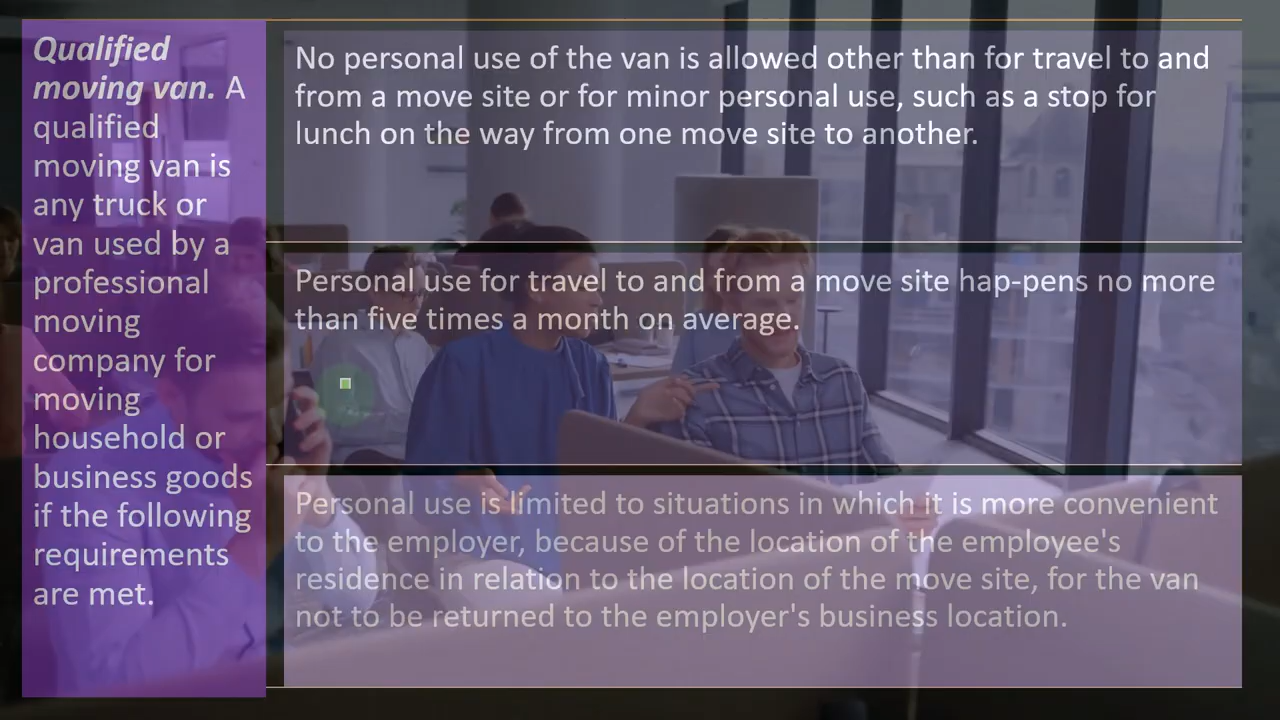 Qualified
moving van. A
qualified
moving van is
any truck or
van used by a
professional
moving
company for
moving
household or
business goods
if the following
requirements
are met.
No personal use of the van is allowed other than for travel to and
from a move site or for minor personal use, such as a stop for
lunch on the way from one move site to another.
Personal use for travel to and from a move site hap-pens no more
than five times a month on average.
Personal use is limited to situations in which it is more convenient
to the employer, because of the location of the employee's
residence in relation to the location of the move site, for the van
not to be returned to the employer's business location.